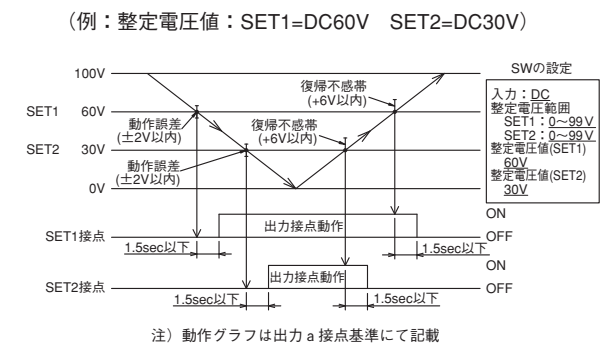 （例：整定電圧値：SET1=DC60V　SET2=DC30V）
SWの設定
100V
SET1
60V
SET2
30V
0V
動作誤差
(±2V以内)
動作誤差
(±2V以内)
復帰不感帯
(+6V以内)
復帰不感帯
(+6V以内)
入力：DC
整定電圧範囲
SET1：0～99V
SET2：0～99V
整定電圧値(SET1)
60V
整定電圧値(SET2)
30V
SET1接点
出力接点動作
ON
OFF
1.5sec以下
1.5sec以下
SET2接点
出力接点動作
ON
OFF
1.5sec以下
1.5sec以下
注）動作グラフは出力a接点基準にて記載